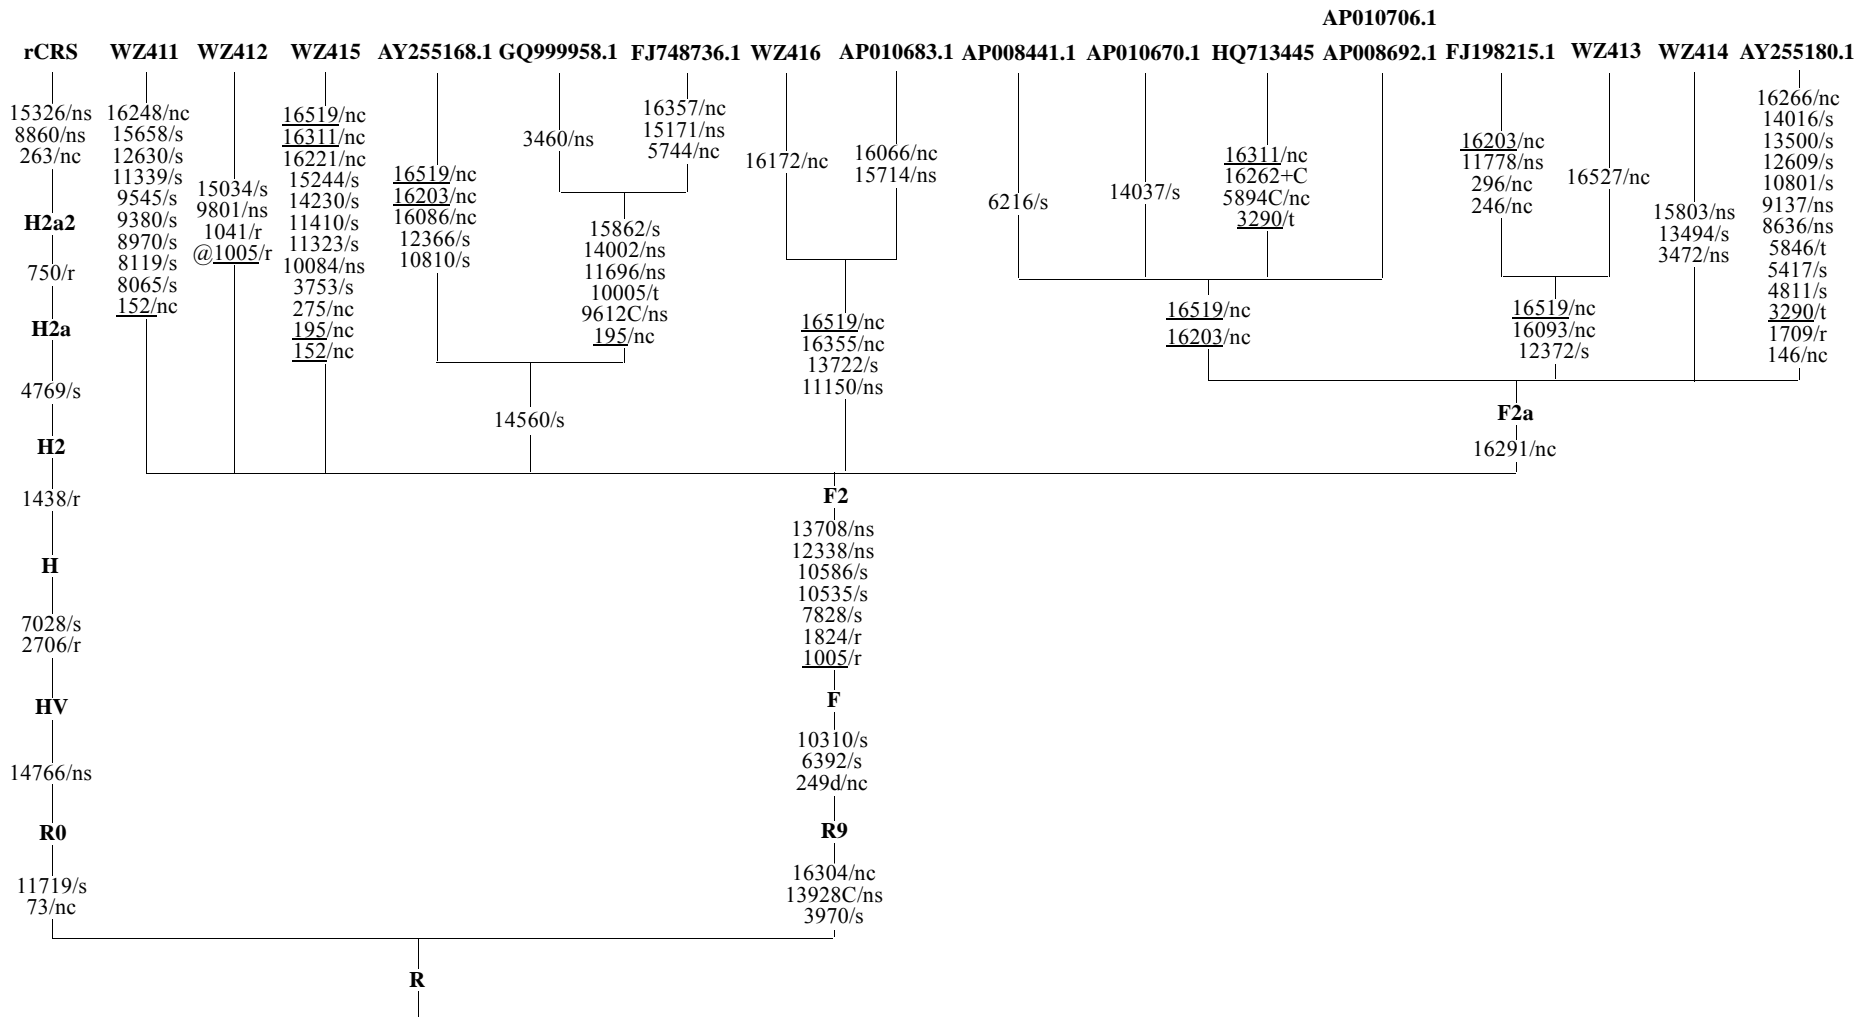 AP010706.1
rCRS WZ411 WZ412 WZ415 AY255168.1 GQ999958.1 FJ748736.1 WZ416 AP010683.1 AP008441.1 AP010670.1 HQ713445 AP008692.1 FJ198215.1 WZ413 WZ414 AY255180.1
15326/ns
8860/ns
263/nc
H2a2
750/r
H2a
4769/s
H2
1438/r
H
7028/s
2706/r
HV
14766/ns
R0
11719/s
73/nc
16248/nc
15658/s
12630/s
11339/s
9545/s
9380/s
8970/s
8119/s
8065/s
152/nc
15034/s
9801/ns
1041/r
@1005/r
16519/nc
16311/nc
16221/nc
15244/s
14230/s
11410/s
11323/s
10084/ns
3753/s
275/nc
195/nc
152/nc
16519/nc
16203/nc
16086/nc
12366/s
10810/s
3460/ns
16357/nc
15171/ns
5744/nc
15862/s
14002/ns
11696/ns
10005/t
9612C/ns
195/nc
14560/s
16172/nc
16066/nc
15714/ns
16519/nc
16355/nc
13722/s
11150/ns
6216/s
14037/s
16311/nc
16262+C
5894C/nc
3290/t
16519/nc
16203/nc
16203/nc
11778/ns
296/nc
246/nc
16527/nc
16519/nc
16093/nc
12372/s
15803/ns
13494/s
3472/ns
16266/nc
14016/s
13500/s
12609/s
10801/s
9137/ns
8636/ns
5846/t
5417/s
4811/s
3290/t
1709/r
146/nc
F2a
16291/nc
F2
13708/ns
12338/ns
10586/s
10535/s
7828/s
1824/r
1005/r
F
10310/s
6392/s
249d/nc
R9
16304/nc
13928C/ns
3970/s
R